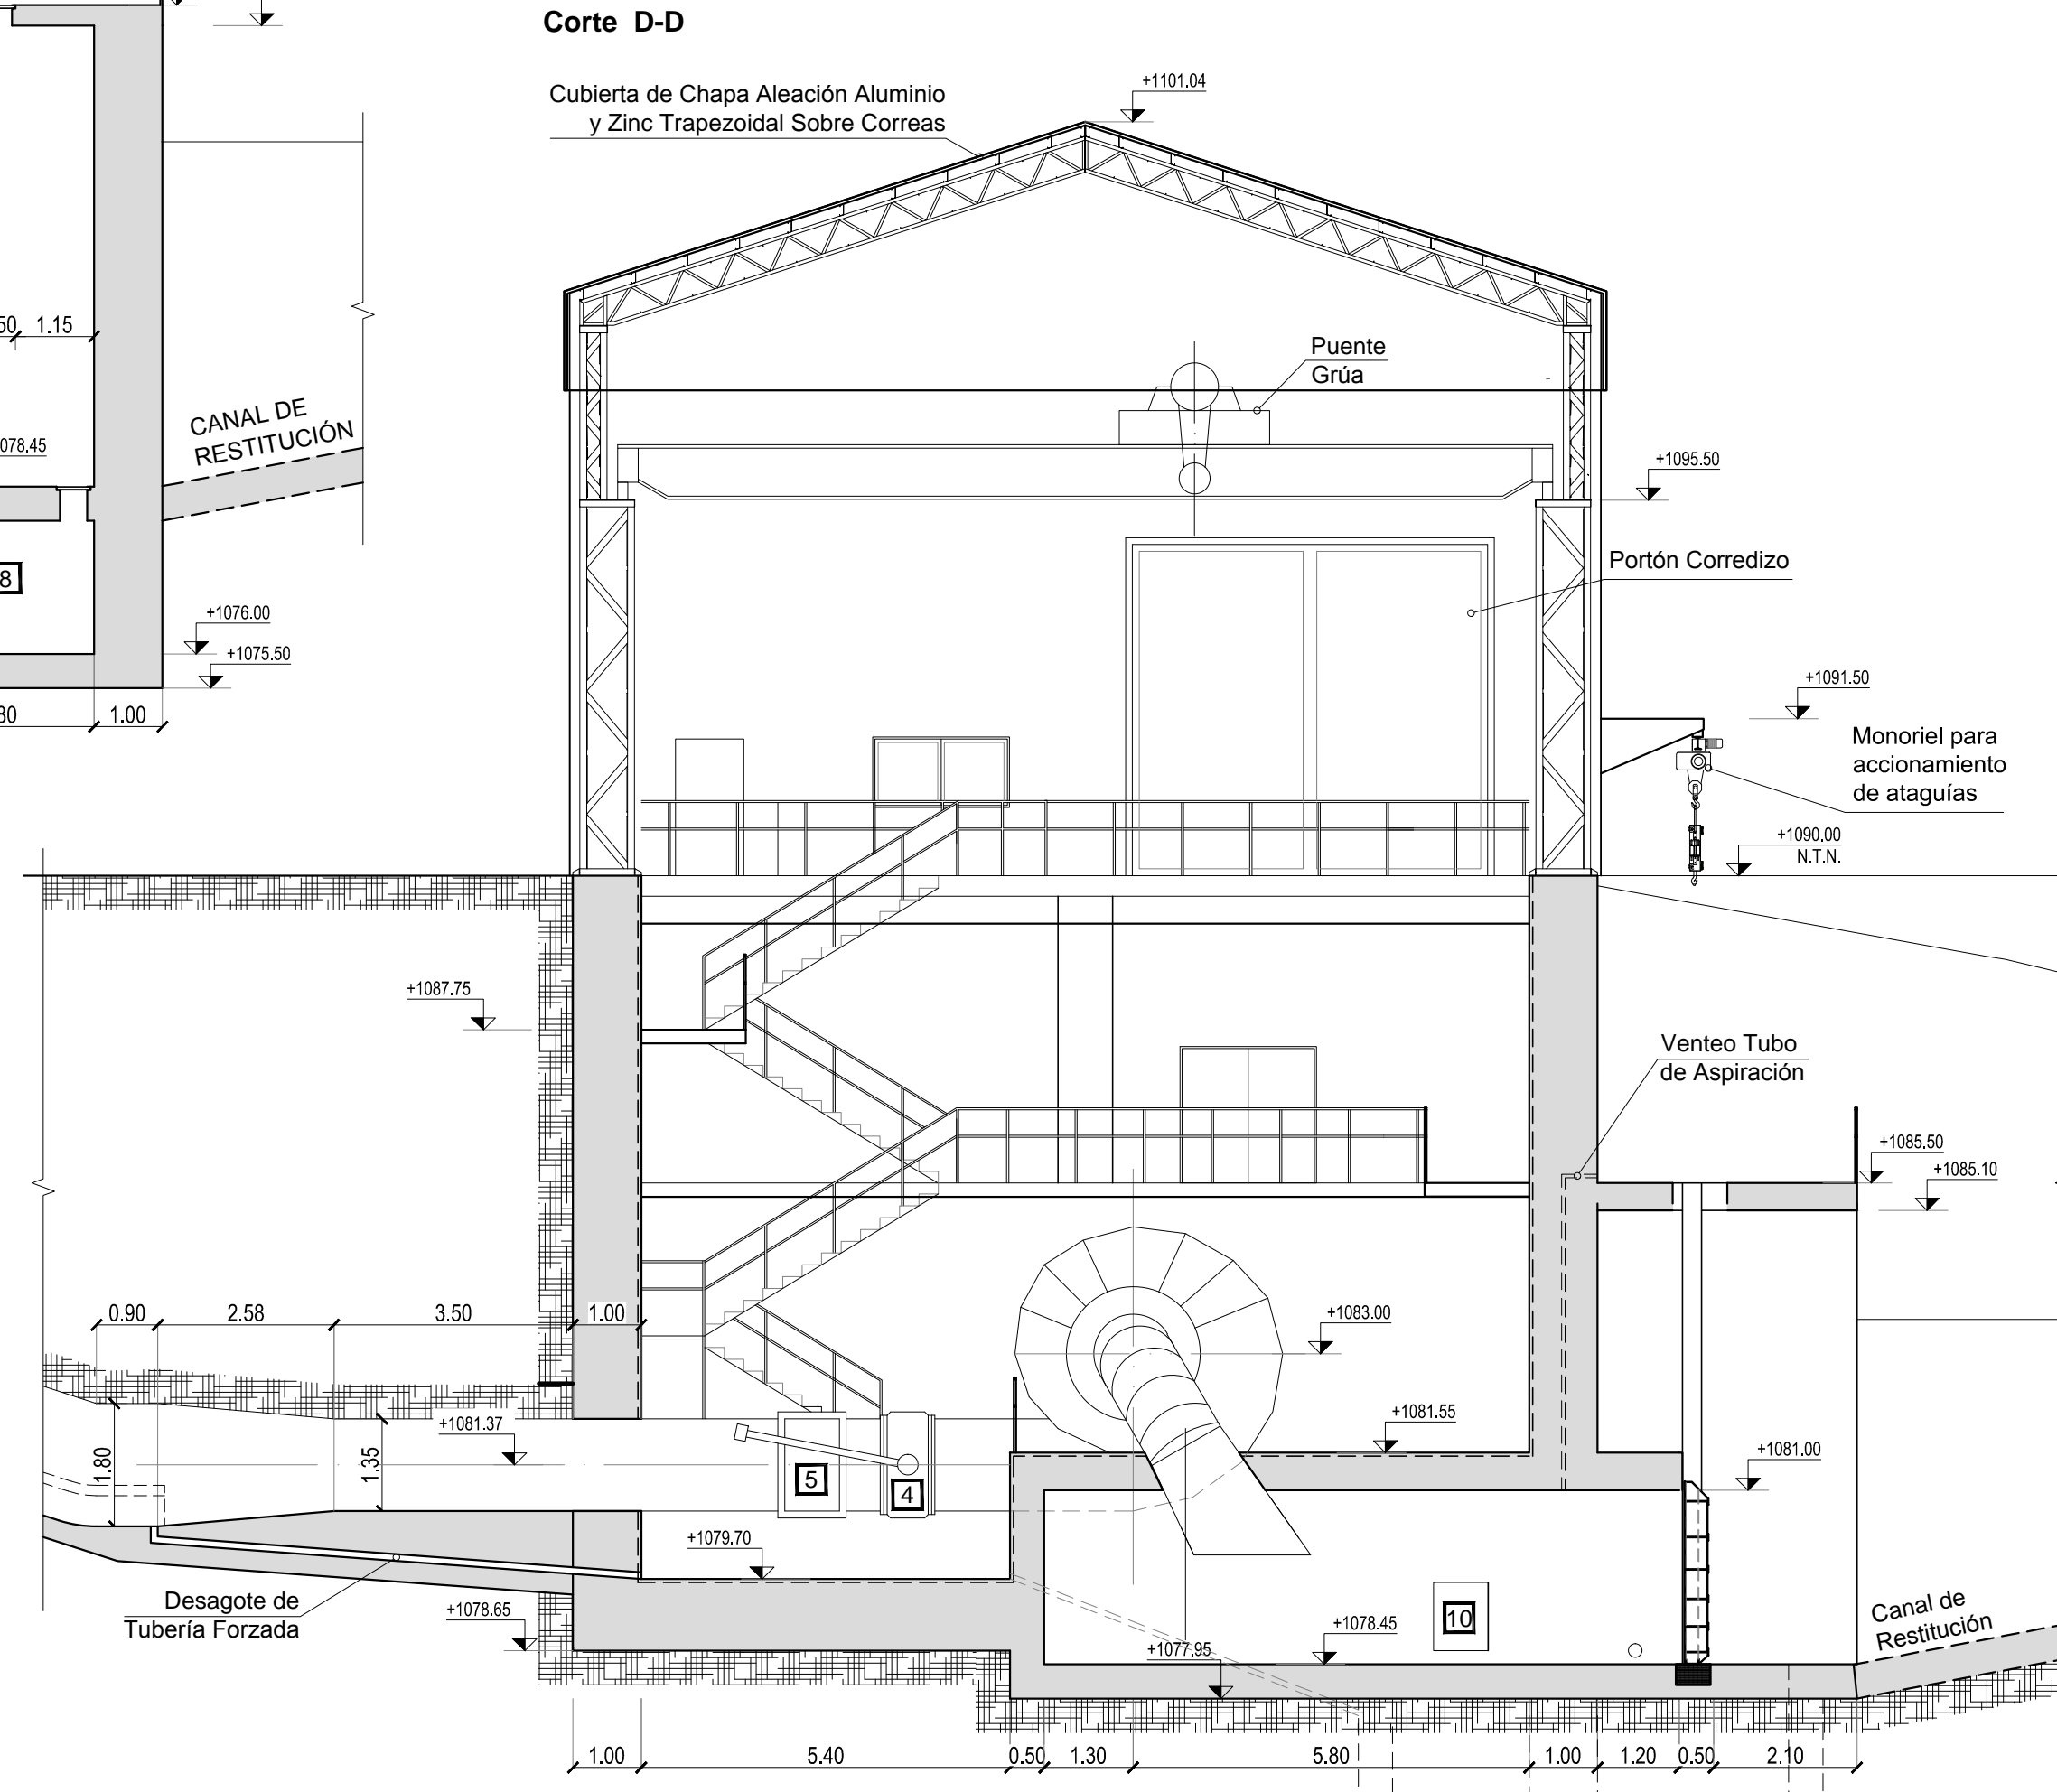 Corte D-D
+1101.04
Cubierta de Chapa Aleación Aluminio
y Zinc Trapezoidal Sobre Correas
50 1.15
Puente
Grúa
CANAL DE
RESTITUCIÓN
078.45
+1095.50
Portón Corredizo
8
+1076.00
+1075.50
80 1.00
+1091.50
Monoriel para
accionamiento
de ataguías
+1090.00
N.T.N.
+1087.75
Venteo Tubo
de Aspiración
+1085.50
+1085.10
0.90 2.58 3.50 1.00
+1083.00
+1081.37
+1081.55
1.80
1.35
+1081.00
5
4
+1079.70
Desagote de
Tubería Forzada
+1078.65
10
+1078.45
+1077.95
Canal de
Restitución
1.00 5.40 0.50 1.30 5.80 1.00 1.20 0.50 2.10